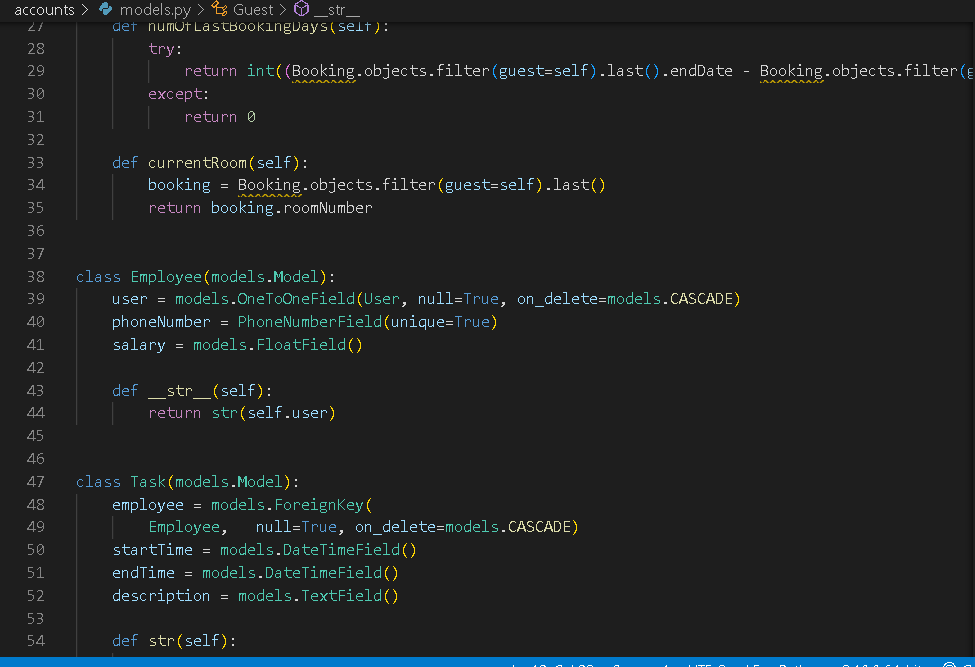 accounts > models.py > Guest > __str__
27 def numOfLastBookingDays(self):
28 try:
29 return int((Booking.objects.filter(guest=self).last().endDate - Booking.objects.filter(g
30 except:
31 return 0
32
33 def currentRoom(self):
34 booking = Booking.objects.filter(guest=self).last()
35 return booking.roomNumber
36
37
38 class Employee(models.Model):
39 user = models.OneToOneField(User, null=True, on_delete=models.CASCADE)
40 phoneNumber = PhoneNumberField(unique=True)
41 salary = models.FloatField()
42
43 def __str__(self):
44 return str(self.user)
45
46
47 class Task(models.Model):
48 employee = models.ForeignKey(
49 Employee,   null=True, on_delete=models.CASCADE)
50 startTime = models.DateTimeField()
51 endTime = models.DateTimeField()
52 description = models.TextField()
53
54 def str(self):